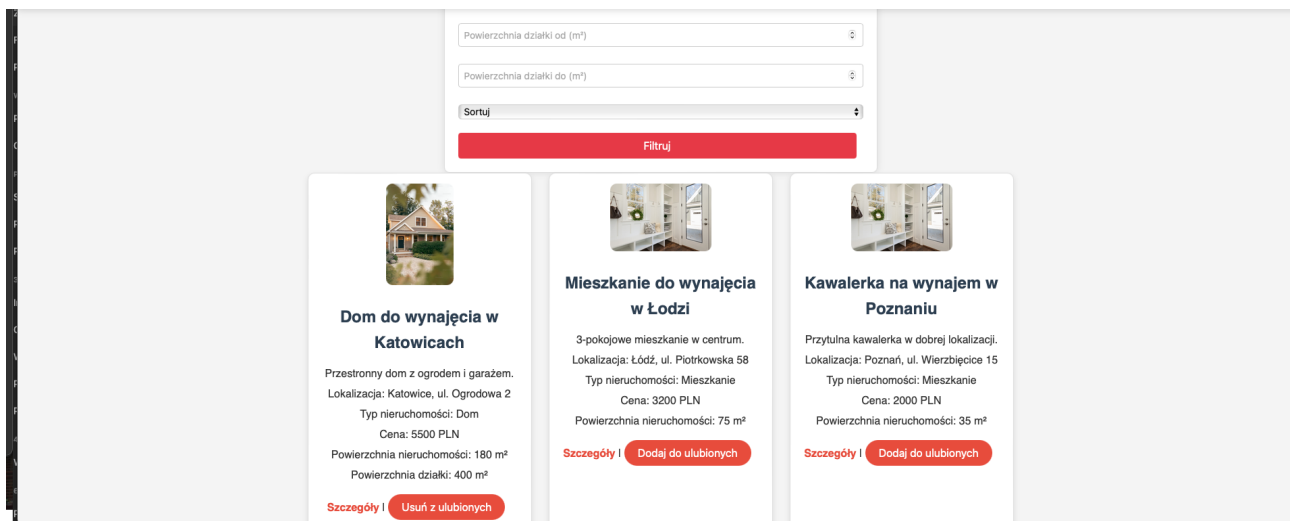 Powierzchnia działki od (m²)
Powierzchnia działki do (m²)
Sortuj
Filtruj
Dom do wynajęcia w
Katowicach
Przestronny dom z ogrodem i garażem.
Lokalizacja: Katowice, ul. Ogrodowa 2
Typ nieruchomości: Dom
Cena: 5500 PLN
Powierzchnia nieruchomości: 180 m²
Powierzchnia działki: 400 m²
Szczegóły | Usuń z ulubionych
Mieszkanie do wynajęcia
w Łodzi
3-pokojowe mieszkanie w centrum.
Lokalizacja: Łódź, ul. Piotrkowska 58
Typ nieruchomości: Mieszkanie
Cena: 3200 PLN
Powierzchnia nieruchomości: 75 m²
Szczegóły | Dodaj do ulubionych
Kawalerka na wynajem w
Poznaniu
Przytulna kawalerka w dobrej lokalizacji.
Lokalizacja: Poznań, ul. Wierzbięcice 15
Typ nieruchomości: Mieszkanie
Cena: 2000 PLN
Powierzchnia nieruchomości: 35 m²
Szczegóły | Dodaj do ulubionych